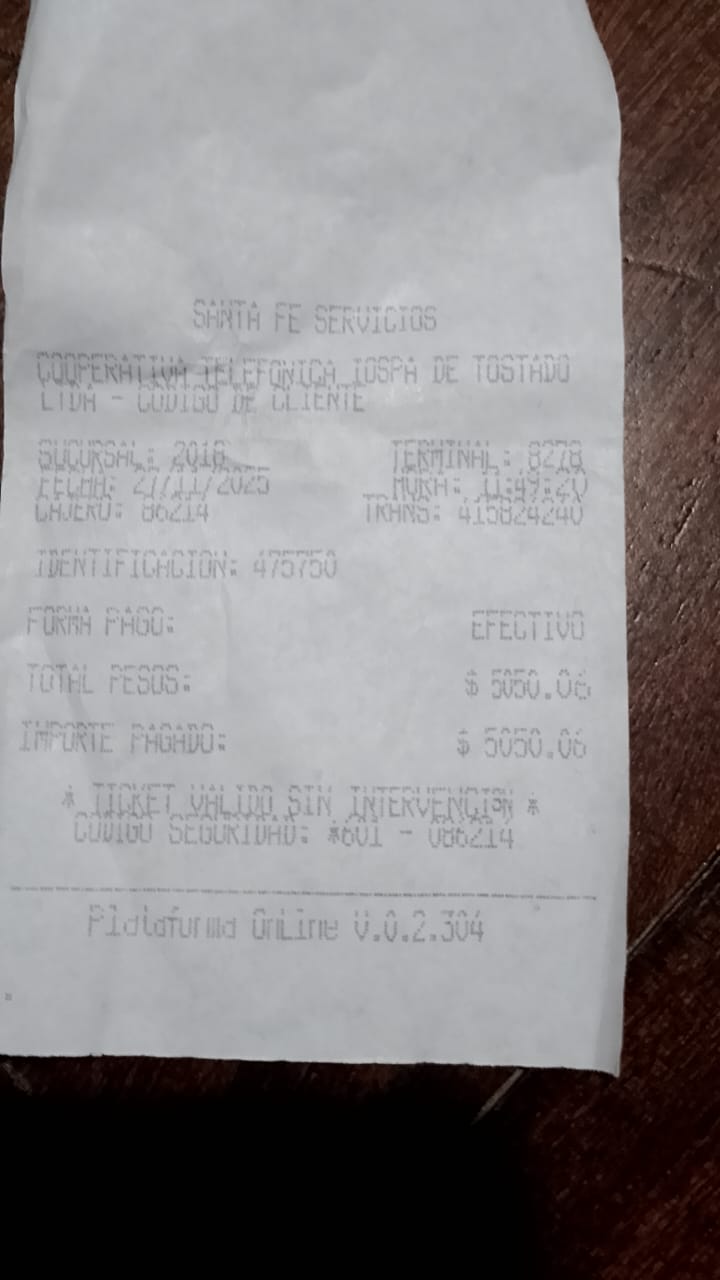 SANTA FE SERVICIOS
COOPERATIVA TELEFONICA IOSPA DE TOSTADO
LTDA - CODIGO DE CLIENTE
SUCURSAL: 2016 TERMINAL: 8278
FECHA: 27/11/2025 HORA: 11:49:20
CAJERO: 86214 TRANS: 415824240
IDENTIFICACION: 475750
FORMA PAGO: EFECTIVO
TOTAL PESOS: $ 5050.06
IMPORTE PAGADO: $ 5050.06
* TICKET VALIDO SIN INTERVENCION *
CODIGO SEGURIDAD: *601 - 086214
Plataforma OnLine V.0.2.304